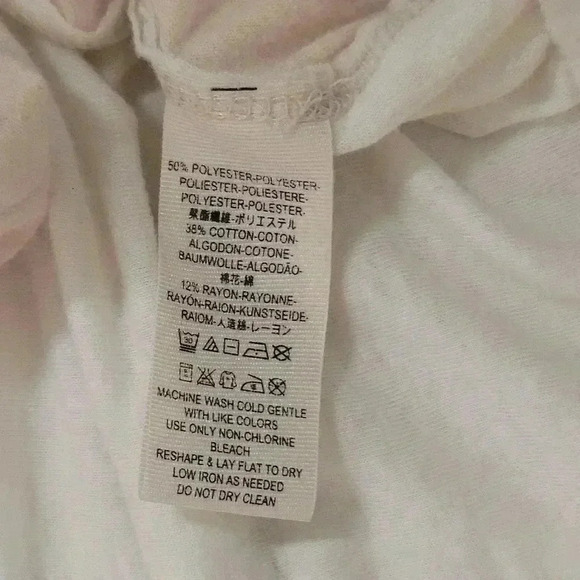 50% POLYESTER-POLYESTER-
POLIESTER-POLIESTERE-
POLYESTER-POLESTER-
聚脂纖維-ポリエステル
38% COTTON-COTON-
ALGODON-COTONE-
BAUMWOLLE-ALGODÃO-
棉花-綿
12% RAYON-RAYONNE-
RAYÓN-RAION-KUNSTSEIDE-
RAIOM-人造絲-レーヨン
30
MACHINE WASH COLD GENTLE
WITH LIKE COLORS
USE ONLY NON-CHLORINE
BLEACH
RESHAPE & LAY FLAT TO DRY
LOW IRON AS NEEDED
DO NOT DRY CLEAN